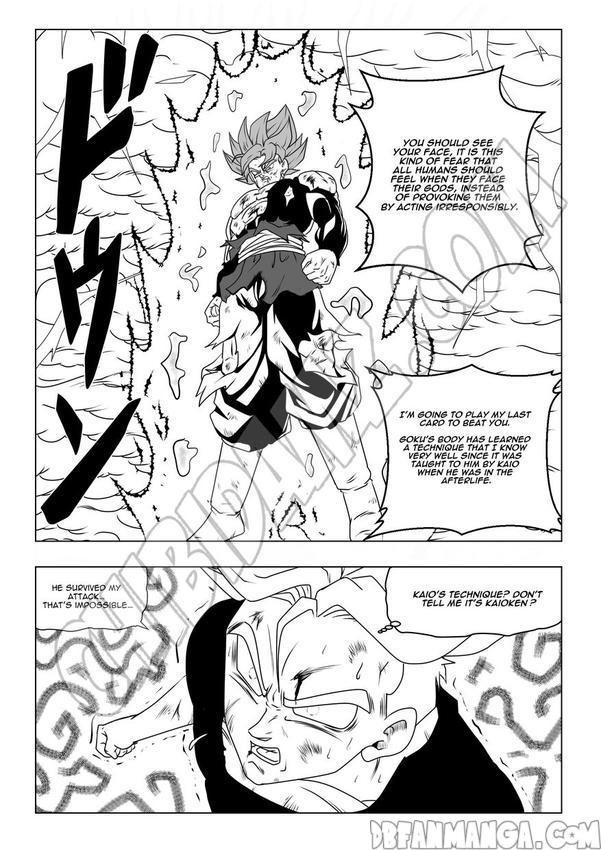 ドゥン
YOU SHOULD SEE
YOUR FACE, IT IS THIS
KIND OF FEAR THAT
ALL HUMANS SHOULD
FEEL WHEN THEY FACE
THEIR GODS, INSTEAD
OF PROVOKING THEM
BY ACTING IRRESPONSIBLY.
I'M GOING TO PLAY MY LAST
CARD TO BEAT YOU.
GOKU'S BODY HAS LEARNED
A TECHNIQUE THAT I KNOW
VERY WELL SINCE IT WAS
TAUGHT TO HIM BY KAIO
WHEN HE WAS IN THE
AFTERLIFE.
HE SURVIVED MY
ATTACK...
THAT'S IMPOSSIBLE...
KAIO'S TECHNIQUE? DON'T
TELL ME IT'S KAIOKEN?
DBFANMANGA.COM